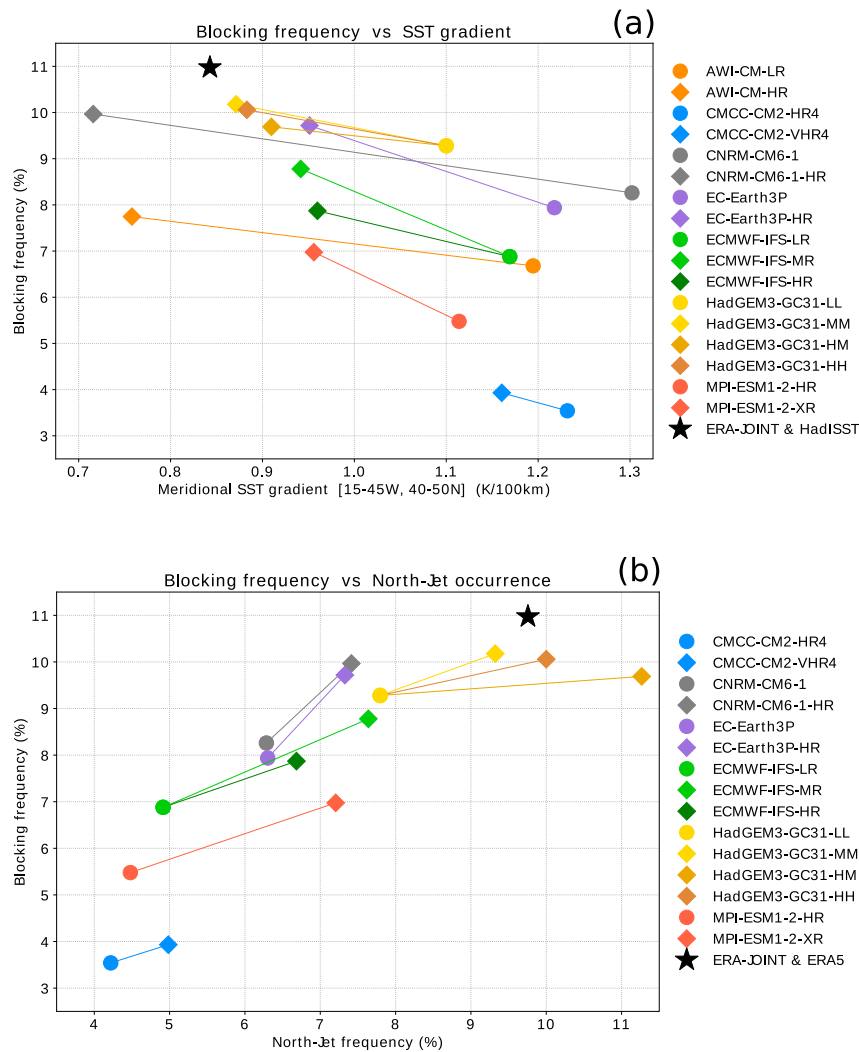 (a)
Blocking frequency vs SST gradient
Blocking frequency (%)
11
10
9
8
7
6
5
4
3
0.7 0.8 0.9 1.0 1.1 1.2 1.3
Meridional SST gradient [15-45W, 40-50N] (K/100km)
AWI-CM-LR
AWI-CM-HR
CMCC-CM2-HR4
CMCC-CM2-VHR4
CNRM-CM6-1
CNRM-CM6-1-HR
EC-Earth3P
EC-Earth3P-HR
ECMWF-IFS-LR
ECMWF-IFS-MR
ECMWF-IFS-HR
HadGEM3-GC31-LL
HadGEM3-GC31-MM
HadGEM3-GC31-HM
HadGEM3-GC31-HH
MPI-ESM1-2-HR
MPI-ESM1-2-XR
ERA-JOINT & HadISST
(b)
Blocking frequency vs North-Jet occurrence
Blocking frequency (%)
11
10
9
8
7
6
5
4
3
4 5 6 7 8 9 10 11
North-Jet frequency (%)
CMCC-CM2-HR4
CMCC-CM2-VHR4
CNRM-CM6-1
CNRM-CM6-1-HR
EC-Earth3P
EC-Earth3P-HR
ECMWF-IFS-LR
ECMWF-IFS-MR
ECMWF-IFS-HR
HadGEM3-GC31-LL
HadGEM3-GC31-MM
HadGEM3-GC31-HM
HadGEM3-GC31-HH
MPI-ESM1-2-HR
MPI-ESM1-2-XR
ERA-JOINT & ERA5